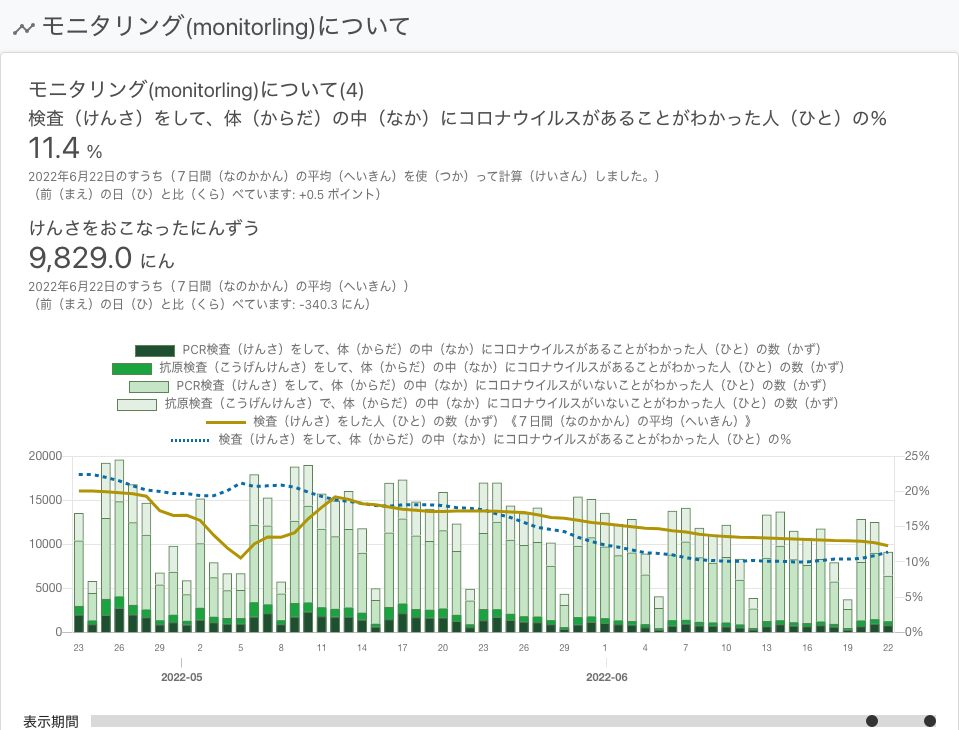 モニタリング(monitorling)について
モニタリング(monitorling)について(4)
検査（けんさ）をして、体（からだ）の中（なか）にコロナウイルスがあることがわかった人（ひと）の%
11.4 %
2022年6月22日のすうち（７日間（なのかかん）の平均（へいきん）を使（つか）って計算（けいさん）しました。）
（前（まえ）の日（ひ）と比（くら）べています: +0.5 ポイント）
けんさをおこなったにんずう
9,829.0 にん
2022年6月22日のすうち（７日間（なのかかん）の平均（へいきん））
（前（まえ）の日（ひ）と比（くら）べています: -340.3 にん）
PCR検査（けんさ）をして、体（からだ）の中（なか）にコロナウイルスがあることがわかった人（ひと）の数（かず）
抗原検査（こうげんけんさ）をして、体（からだ）の中（なか）にコロナウイルスがあることがわかった人（ひと）の数（かず）
PCR検査（けんさ）をして、体（からだ）の中（なか）にコロナウイルスがいないことがわかった人（ひと）の数（かず）
抗原検査（こうげんけんさ）で、体（からだ）の中（なか）にコロナウイルスがいないことがわかった人（ひと）の数（かず）
検査（けんさ）をした人（ひと）の数（かず）《７日間（なのかかん）の平均（へいきん）》
検査（けんさ）をして、体（からだ）の中（なか）にコロナウイルスがあることがわかった人（ひと）の%
20000 25%
15000 20%
15%
10000 10%
5000 5%
0 0%
23 26 29 2 5 8 11 14 17 20 23 26 29 1 4 7 10 13 16 19 22
2022-05 2022-06
表示期間